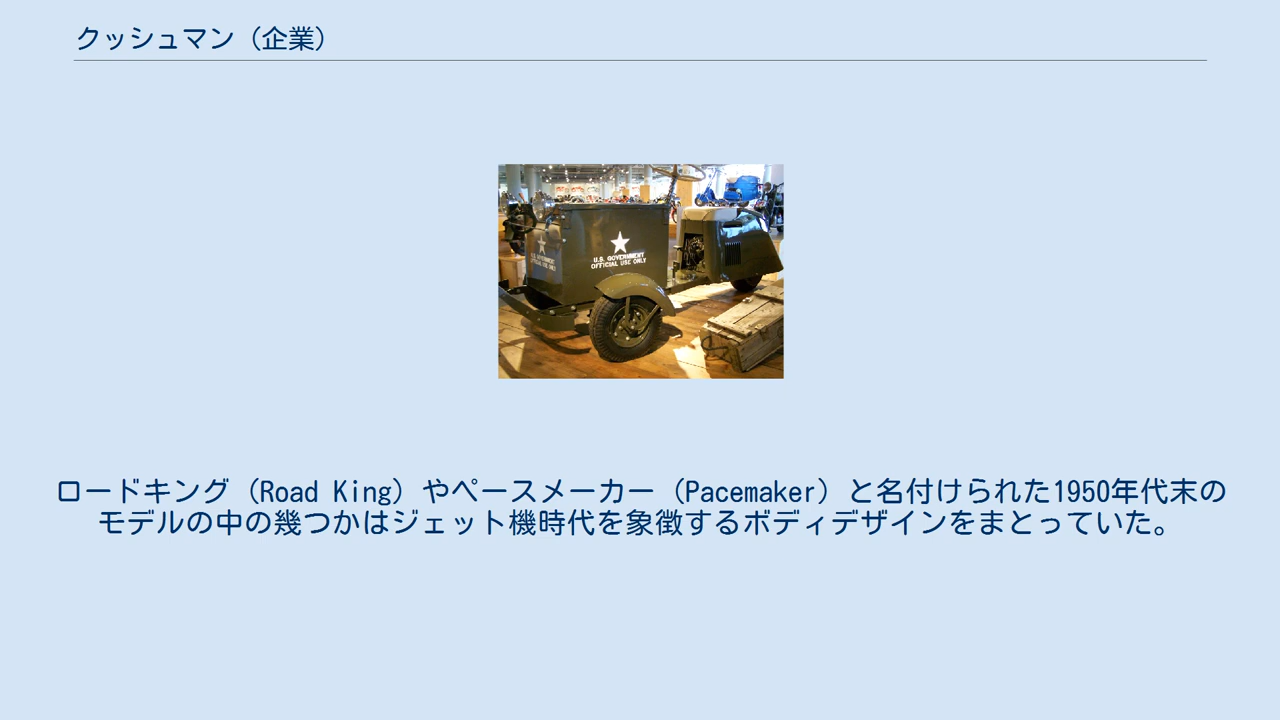 クッシュマン（企業）
U.S. GOVERNMENT
OFFICIAL USE ONLY
U.S. GOVERNMENT
OFFICIAL USE ONLY
ロードキング（Road King）やペースメーカー（Pacemaker）と名付けられた1950年代末の
モデルの中の幾つかはジェット機時代を象徴するボディデザインをまとっていた。